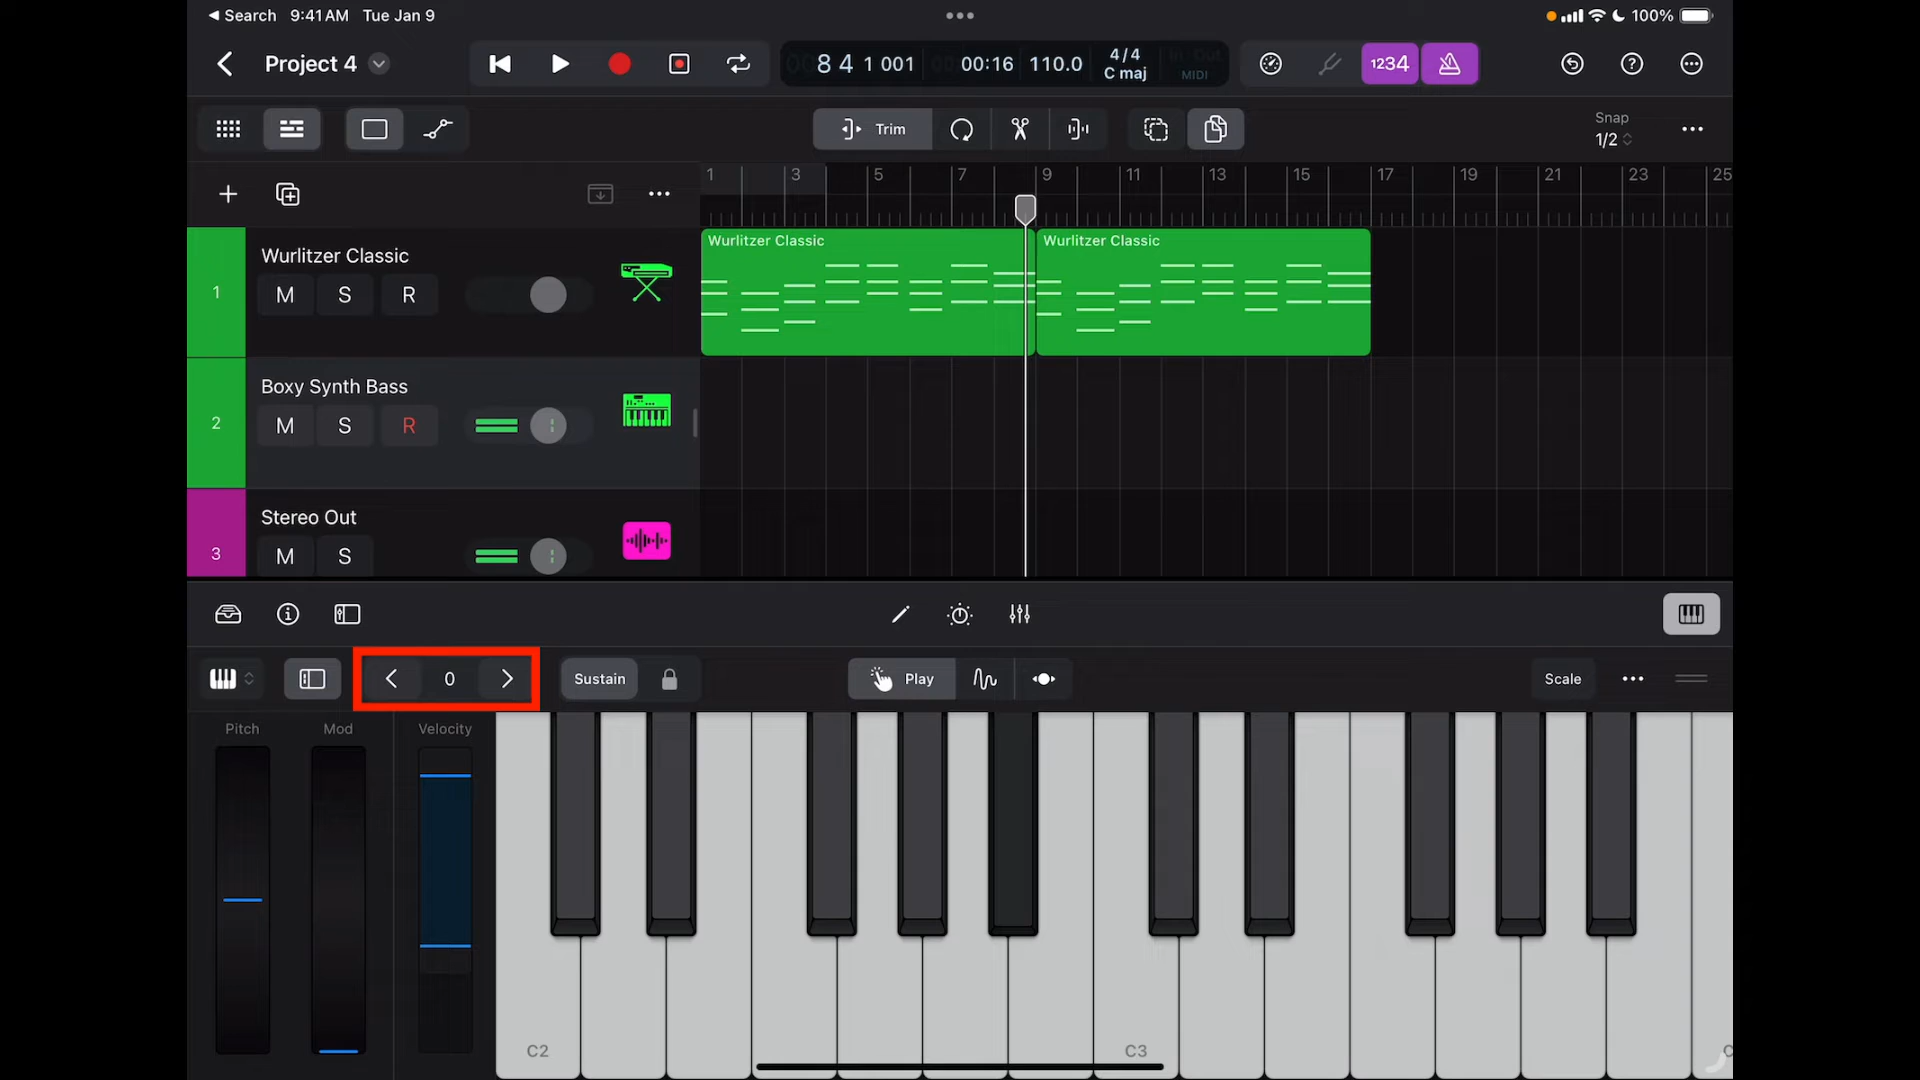 Search 9:41 AM Tue Jan 9
100%
Project 4
8 4 1 001 00:16 110.0 4/4 C maj In Out MIDI
1234
Trim
Snap
1/2
1 3 5 7 9 11 13 15 17 19 21 23 25
Wurlitzer Classic Wurlitzer Classic
1 Wurlitzer Classic
M S R
2 Boxy Synth Bass
M S R
3 Stereo Out
M S
0 Sustain Play Scale
Pitch Mod Velocity
C2 C3